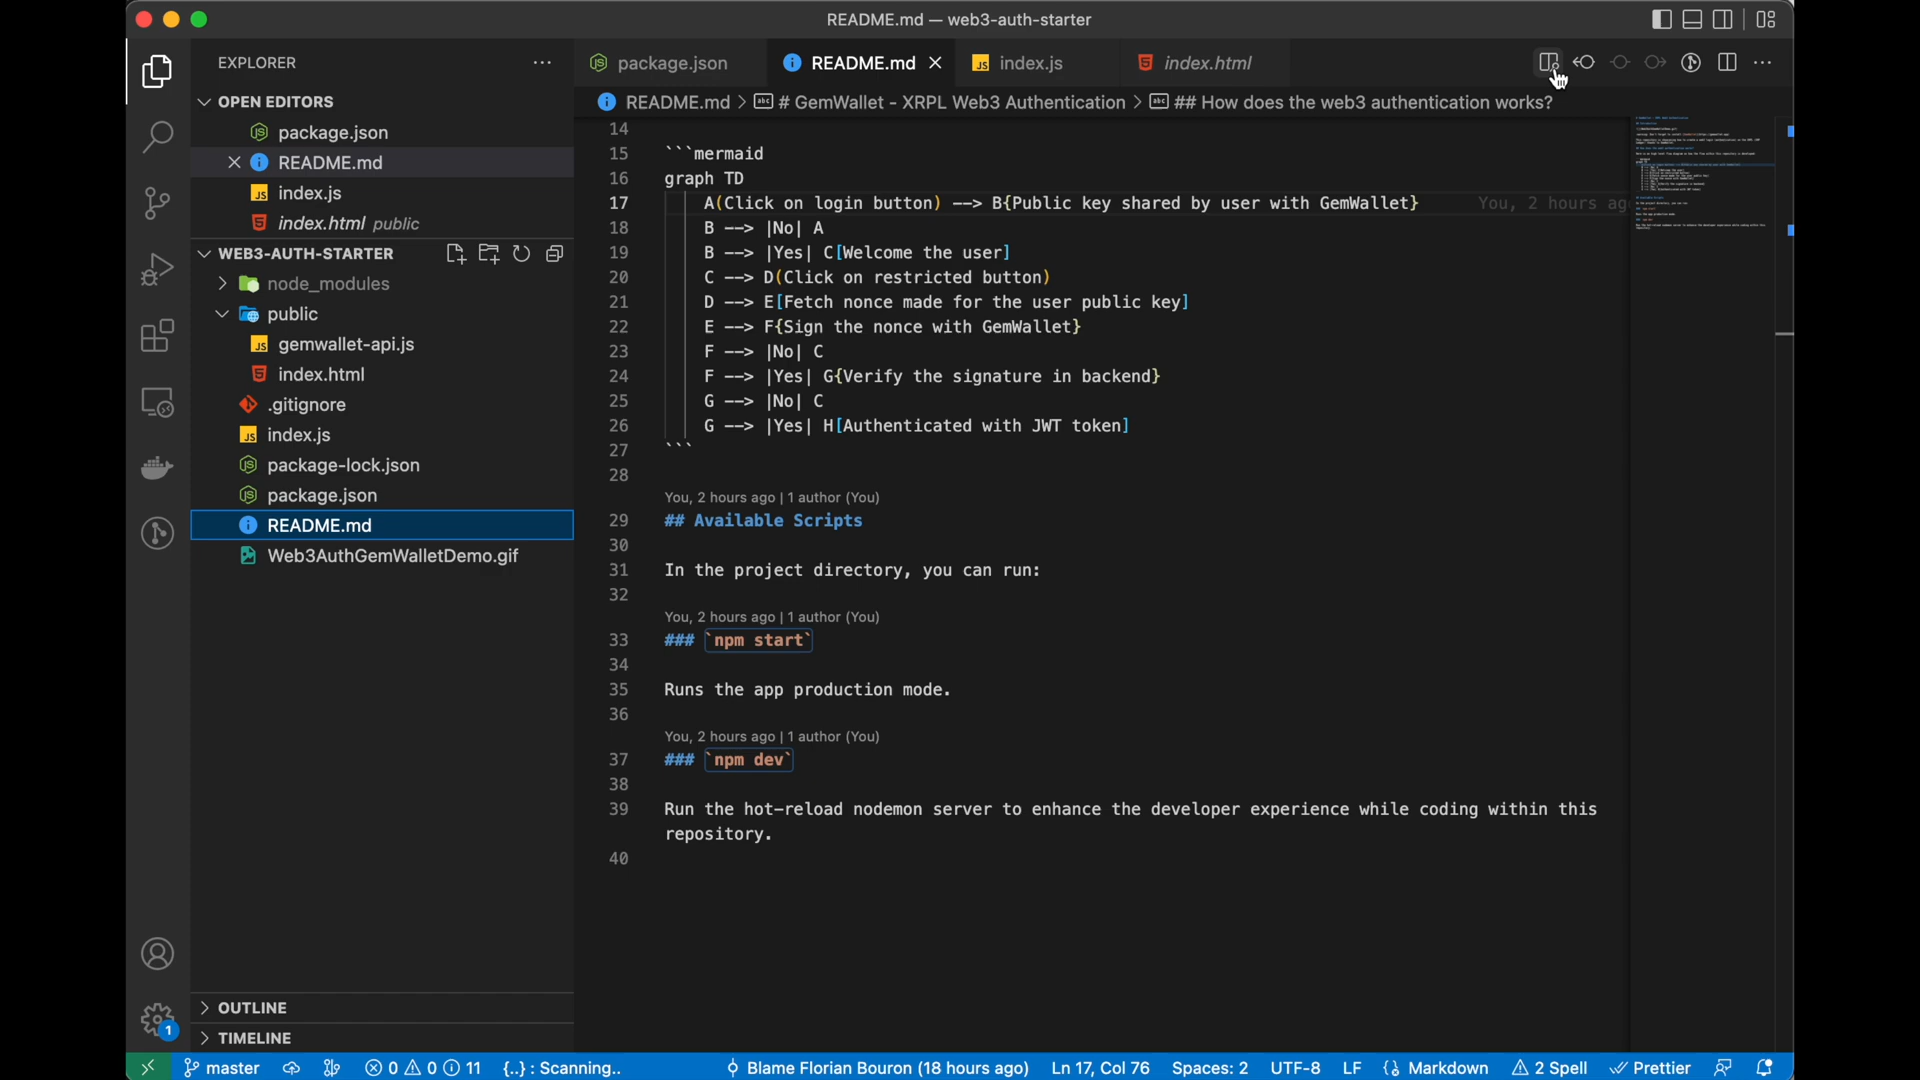 README.md — web3-auth-starter
EXPLORER
OPEN EDITORS
package.json
README.md
index.js
index.html public
WEB3-AUTH-STARTER
node_modules
public
gemwallet-api.js
index.html
.gitignore
index.js
package-lock.json
package.json
README.md
Web3AuthGemWalletDemo.gif
OUTLINE
TIMELINE
1
package.json
README.md
index.js
index.html
README.md > # GemWallet - XRPL Web3 Authentication > ## How does the web3 authentication works?
14
15 ```mermaid
16 graph TD
17 A(Click on login button) --> B{Public key shared by user with GemWallet} You, 2 hours ag
18 B --> |No| A
19 B --> |Yes| C[Welcome the user]
20 C --> D(Click on restricted button)
21 D --> E[Fetch nonce made for the user public key]
22 E --> F{Sign the nonce with GemWallet}
23 F --> |No| C
24 F --> |Yes| G{Verify the signature in backend}
25 G --> |No| C
26 G --> |Yes| H[Authenticated with JWT token]
27 ```
28
You, 2 hours ago | 1 author (You)
29 ## Available Scripts
30
31 In the project directory, you can run:
32
You, 2 hours ago | 1 author (You)
33 ### `npm start`
34
35 Runs the app production mode.
36
You, 2 hours ago | 1 author (You)
37 ### `npm dev`
38
39 Run the hot-reload nodemon server to enhance the developer experience while coding within this
repository.
40
master 0 0 11 {..} : Scanning.. Blame Florian Bouron (18 hours ago) Ln 17, Col 76 Spaces: 2 UTF-8 LF Markdown 2 Spell Prettier